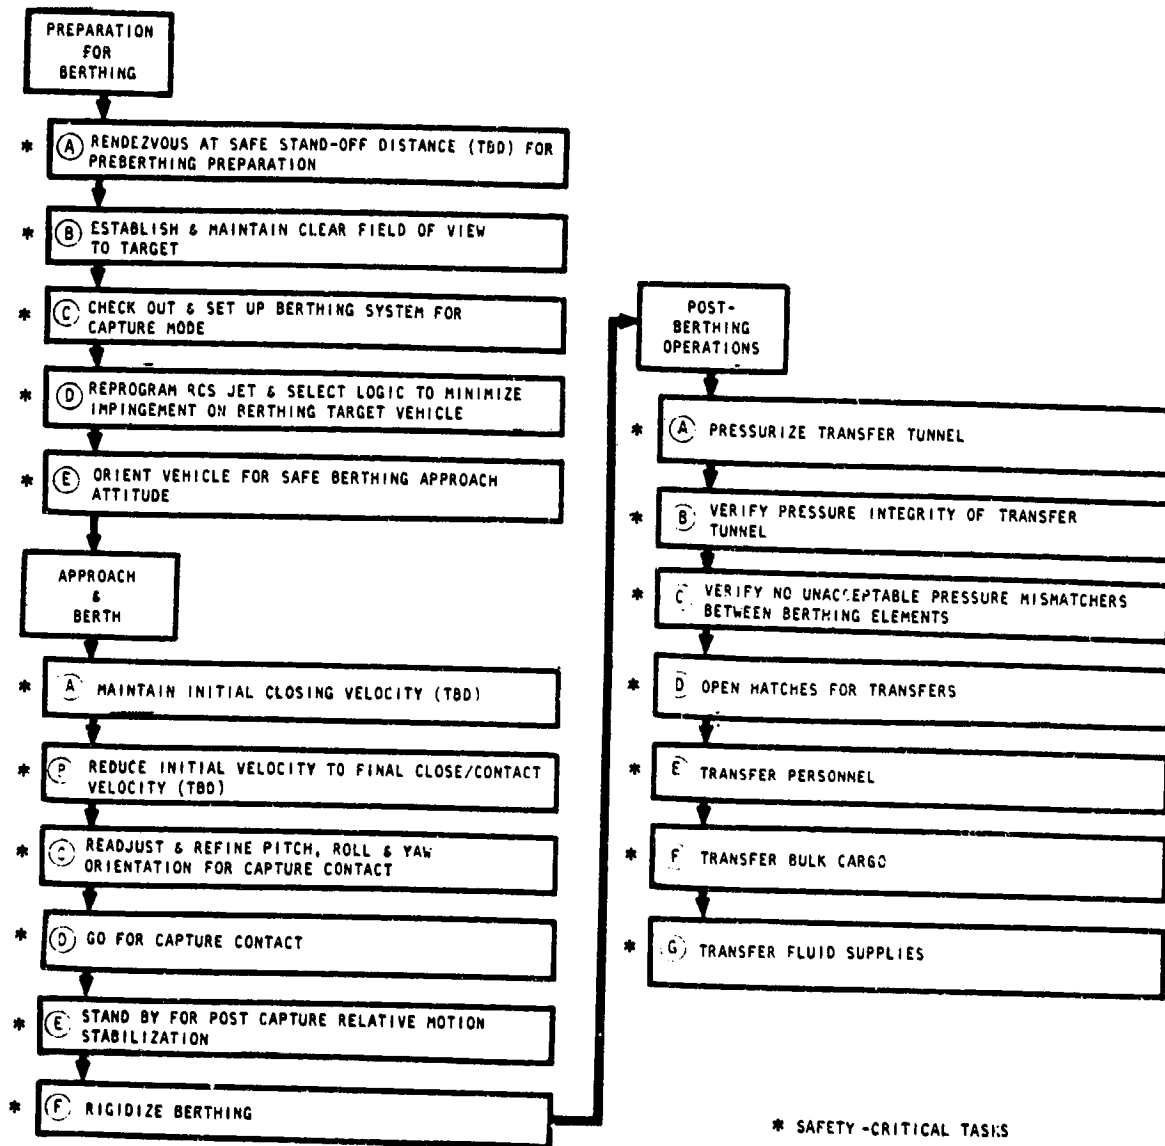 PREPARATION
FOR
BERTHING
* A RENDEZVOUS AT SAFE STAND-OFF DISTANCE (TBD) FOR
PREBERTHING PREPARATION
* B ESTABLISH & MAINTAIN CLEAR FIELD OF VIEW
TO TARGET
* C CHECK OUT & SET UP BERTHING SYSTEM FOR
CAPTURE MODE
* D REPROGRAM RCS JET & SELECT LOGIC TO MINIMIZE
IMPINGEMENT ON BERTHING TARGET VEHICLE
* E ORIENT VEHICLE FOR SAFE BERTHING APPROACH
ATTITUDE
APPROACH
&
BERTH
* A MAINTAIN INITIAL CLOSING VELOCITY (TBD)
* B REDUCE INITIAL VELOCITY TO FINAL CLOSE/CONTACT
VELOCITY (TBD)
* C READJUST & REFINE PITCH, ROLL & YAW
ORIENTATION FOR CAPTURE CONTACT
* D GO FOR CAPTURE CONTACT
* E STAND BY FOR POST CAPTURE RELATIVE MOTION
STABILIZATION
* F RIGIDIZE BERTHING
POST-
BERTHING
OPERATIONS
* A PRESSURIZE TRANSFER TUNNEL
* B VERIFY PRESSURE INTEGRITY OF TRANSFER
TUNNEL
* C VERIFY NO UNACCEPTABLE PRESSURE MISMATCHERS
BETWEEN BERTHING ELEMENTS
* D OPEN HATCHES FOR TRANSFERS
* E TRANSFER PERSONNEL
* F TRANSFER BULK CARGO
* G TRANSFER FLUID SUPPLIES
* SAFETY-CRITICAL TASKS